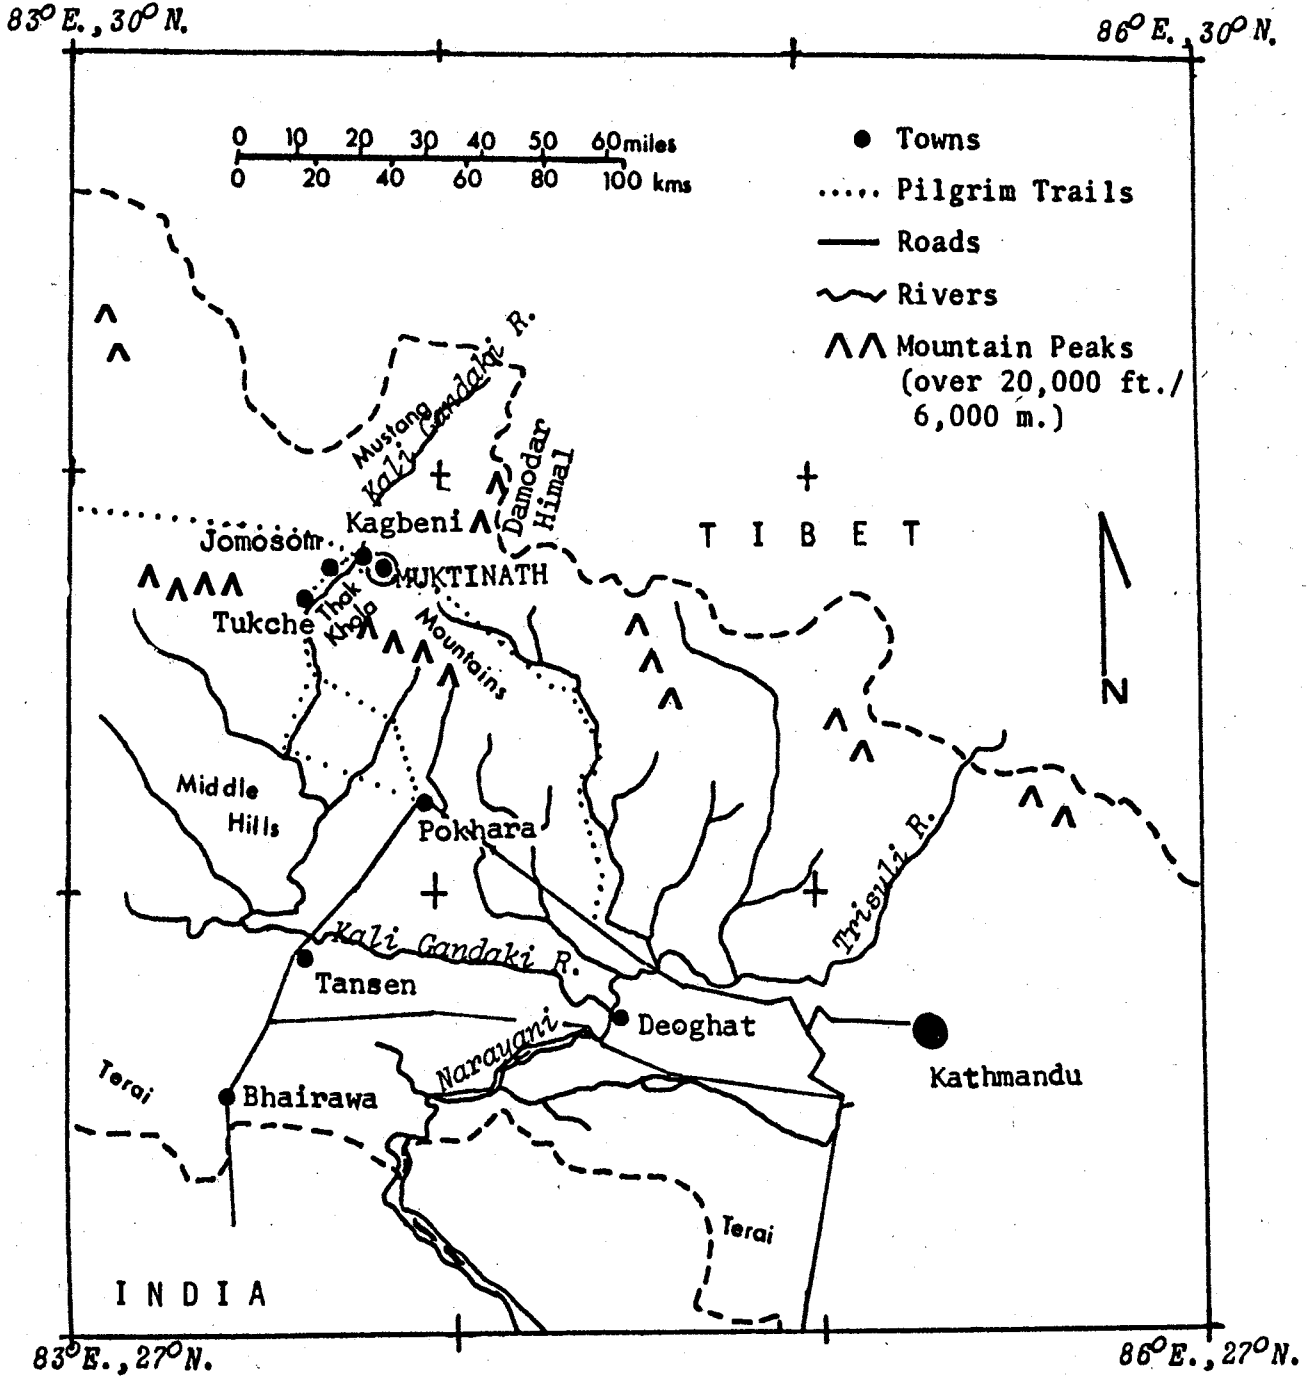 83° E., 30° N.
86° E., 30° N.
0 10 20 30 40 50 60 miles
0 20 40 60 80 100 kms
Towns
Pilgrim Trails
Roads
Rivers
Mountain Peaks
(over 20,000 ft./
6,000 m.)
Kali Gandaki R.
Mustang
Damodar
Himal
Kagbeni
TIBET
Jomosom
MUKTINATH
Thak
Khola
Tukche
Mountains
N
Middle
Hills
Pokhara
Trisuli R.
Kali Gandaki R.
Tansen
Deoghat
Narayani
Kathmandu
Terai
Bhairawa
Terai
INDIA
83° E., 27° N.
86° E., 27° N.